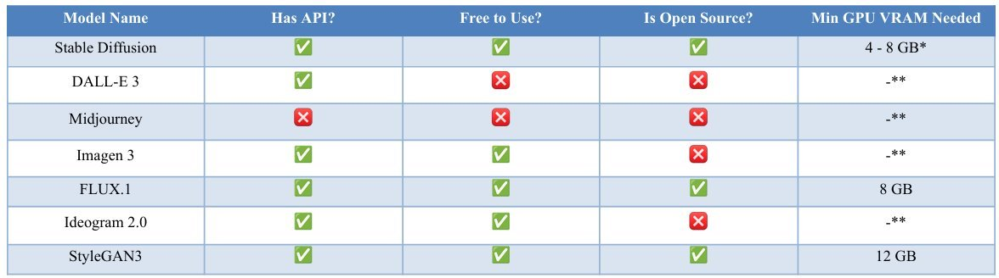 Model Name Has API? Free to Use? Is Open Source? Min GPU VRAM Needed
Stable Diffusion ✅ ✅ ✅ 4 - 8 GB*
DALL-E 3 ✅ ❌ ❌ -**
Midjourney ❌ ❌ ❌ -**
Imagen 3 ✅ ✅ ❌ -**
FLUX.1 ✅ ✅ ✅ 8 GB
Ideogram 2.0 ✅ ✅ ❌ -**
StyleGAN3 ✅ ✅ ✅ 12 GB